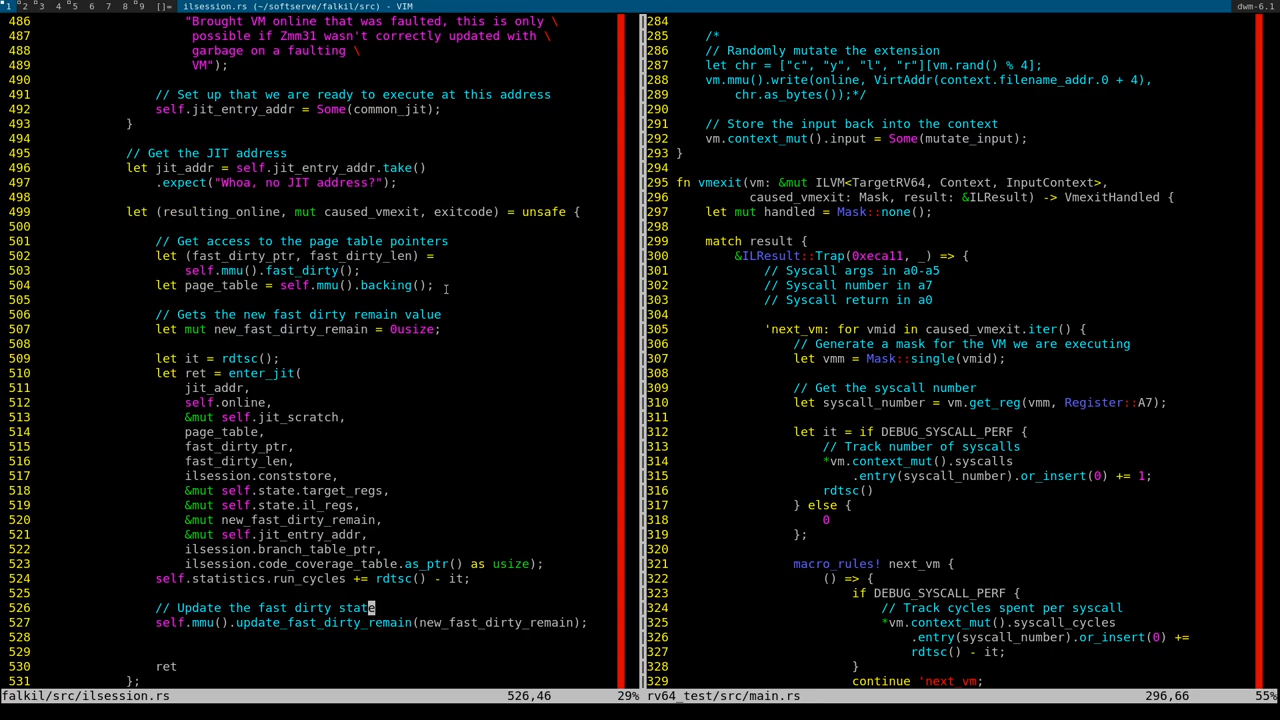 1 2 3 4 5 6 7 8 9 []= ilsession.rs (~/softserve/falkil/src) - VIM dwm-6.1
486 "Brought VM online that was faulted, this is only \
487 possible if Zmm31 wasn't correctly updated with \
488 garbage on a faulting \
489 VM");
490
491 // Set up that we are ready to execute at this address
492 self.jit_entry_addr = Some(common_jit);
493 }
494
495 // Get the JIT address
496 let jit_addr = self.jit_entry_addr.take()
497 .expect("Whoa, no JIT address?");
498
499 let (resulting_online, mut caused_vmexit, exitcode) = unsafe {
500
501 // Get access to the page table pointers
502 let (fast_dirty_ptr, fast_dirty_len) =
503 self.mmu().fast_dirty();
504 let page_table = self.mmu().backing();
505
506 // Gets the new fast dirty remain value
507 let mut new_fast_dirty_remain = 0usize;
508
509 let it = rdtsc();
510 let ret = enter_jit(
511 jit_addr,
512 self.online,
513 &mut self.jit_scratch,
514 page_table,
515 fast_dirty_ptr,
516 fast_dirty_len,
517 ilsession.conststore,
518 &mut self.state.target_regs,
519 &mut self.state.il_regs,
520 &mut new_fast_dirty_remain,
521 &mut self.jit_entry_addr,
522 ilsession.branch_table_ptr,
523 ilsession.code_coverage_table.as_ptr() as usize);
524 self.statistics.run_cycles += rdtsc() - it;
525
526 // Update the fast dirty state
527 self.mmu().update_fast_dirty_remain(new_fast_dirty_remain);
528
529
530 ret
531 };
falkil/src/ilsession.rs 526,46 29%
284
285 /*
286 // Randomly mutate the extension
287 let chr = ["c", "y", "l", "r"][vm.rand() % 4];
288 vm.mmu().write(online, VirtAddr(context.filename_addr.0 + 4),
289 chr.as_bytes());*/
290
291 // Store the input back into the context
292 vm.context_mut().input = Some(mutate_input);
293 }
294
295 fn vmexit(vm: &mut ILVM<TargetRV64, Context, InputContext>,
296 caused_vmexit: Mask, result: &ILResult) -> VmexitHandled {
297 let mut handled = Mask::none();
298
299 match result {
300 &ILResult::Trap(0xeca11, _) => {
301 // Syscall args in a0-a5
302 // Syscall number in a7
303 // Syscall return in a0
304
305 'next_vm: for vmid in caused_vmexit.iter() {
306 // Generate a mask for the VM we are executing
307 let vmm = Mask::single(vmid);
308
309 // Get the syscall number
310 let syscall_number = vm.get_reg(vmm, Register::A7);
311
312 let it = if DEBUG_SYSCALL_PERF {
313 // Track number of syscalls
314 *vm.context_mut().syscalls
315 .entry(syscall_number).or_insert(0) += 1;
316 rdtsc()
317 } else {
318 0
319 };
320
321 macro_rules! next_vm {
322 () => {
323 if DEBUG_SYSCALL_PERF {
324 // Track cycles spent per syscall
325 *vm.context_mut().syscall_cycles
326 .entry(syscall_number).or_insert(0) +=
327 rdtsc() - it;
328 }
329 continue 'next_vm;
rv64_test/src/main.rs 296,66 55%